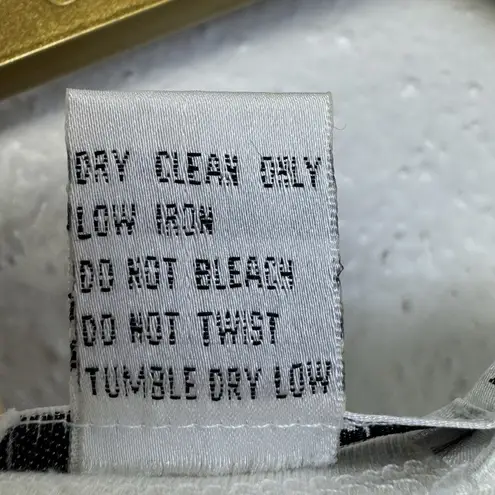 DRY CLEAN ONLY
LOW IRON
DO NOT BLEACH
DO NOT TWIST
TUMBLE DRY LOW